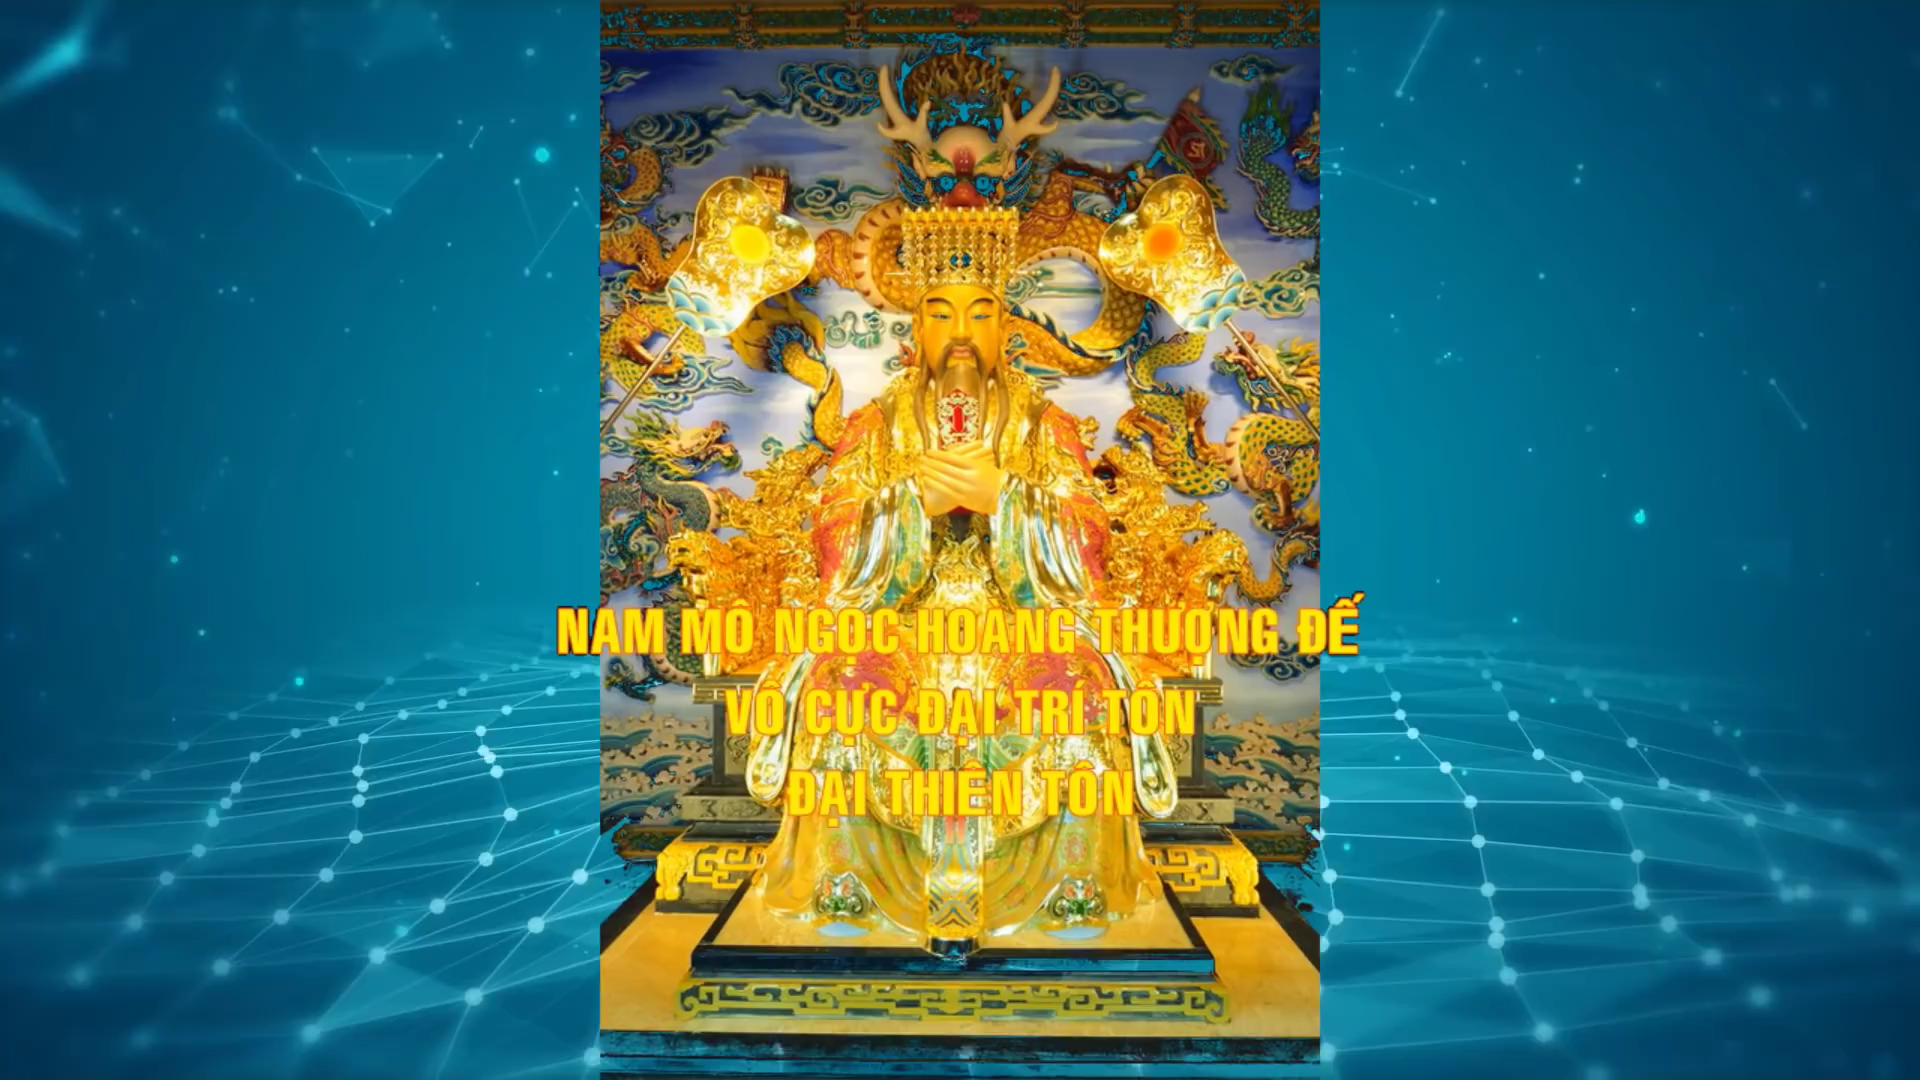 NAM MÔ NGỌC HOÀNG THƯỢNG ĐẾ
VÔ CỰC ĐẠI TRÍ TÔN
ĐẠI THIÊN TÔN